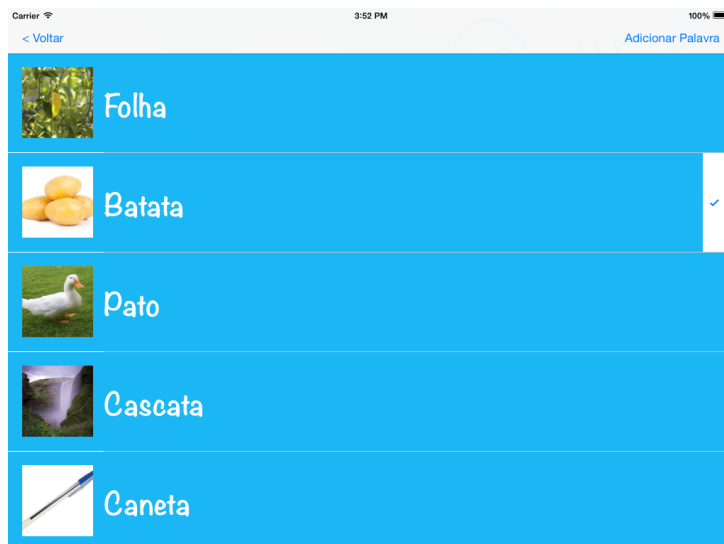 Carrier 3:52 PM 100%
< Voltar Adicionar Palavra
Folha
Batata
Pato
Cascata
Caneta